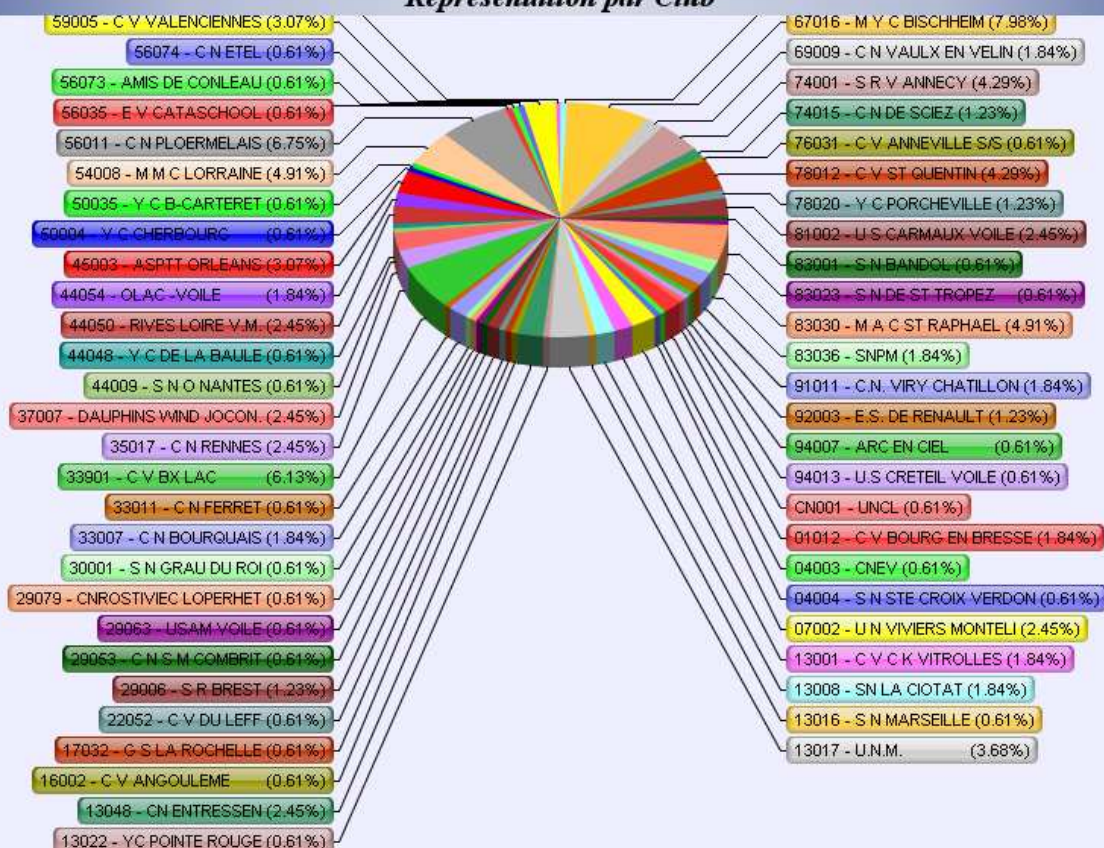 Représentation par Club
59005 - C V VALENCIENNES (3.07%)
56074 - C N ETEL (0.61%)
56073 - AMIS DE CONLEAU (0.61%)
56035 - E V CATASCHOOL (0.61%)
56011 - C N PLOERMELAIS (6.75%)
54008 - M M C LORRAINE (4.91%)
50035 - Y C B-CARTERET (0.61%)
50004 - Y C CHERBOURG (0.61%)
45003 - ASPTT ORLEANS (3.07%)
44054 - OLAC -VOILE (1.84%)
44050 - RIVES LOIRE V.M. (2.45%)
44048 - Y C DE LA BAULE (0.61%)
44009 - S N O NANTES (0.61%)
37007 - DAUPHINS WIND JOCON. (2.45%)
35017 - C N RENNES (2.45%)
33901 - C V BX LAC (6.13%)
33011 - C N FERRET (0.61%)
33007 - C N BOURQUAIS (1.84%)
30001 - S N GRAU DU ROI (0.61%)
29079 - CNROSTIVIEC LOPERHET (0.61%)
29063 - USAM VOILE (0.61%)
29053 - C N S M COMBRIT (0.61%)
29006 - S R BREST (1.23%)
22052 - C V DU LEFF (0.61%)
17032 - G S LA ROCHELLE (0.61%)
16002 - C V ANGOULEME (0.61%)
13048 - CN ENTRESSEN (2.45%)
13022 - YC POINTE ROUGE (0.61%)
67016 - M Y C BISCHHEIM (7.98%)
69009 - C N VAULX EN VELIN (1.84%)
74001 - S R V ANNECY (4.29%)
74015 - C N DE SCIEZ (1.23%)
76031 - C V ANNEVILLE S/S (0.61%)
78012 - C V ST QUENTIN (4.29%)
78020 - Y C PORCHEVILLE (1.23%)
81002 - U S CARMAUX VOILE (2.45%)
83001 - S N BANDOL (0.61%)
83023 - S N DE ST TROPEZ (0.61%)
83030 - M A C ST RAPHAEL (4.91%)
83036 - SNPM (1.84%)
91011 - C.N. VIRY CHATILLON (1.84%)
92003 - E.S. DE RENAULT (1.23%)
94007 - ARC EN CIEL (0.61%)
94013 - U.S CRETEIL VOILE (0.61%)
CN001 - UNCL (0.61%)
01012 - C V BOURG EN BRESSE (1.84%)
04003 - CNEV (0.61%)
04004 - S N STE CROIX VERDON (0.61%)
07002 - U N VIVIERS MONTELI (2.45%)
13001 - C V C K VITROLLES (1.84%)
13008 - SN LA CIOTAT (1.84%)
13016 - S N MARSEILLE (0.61%)
13017 - U.N.M. (3.68%)